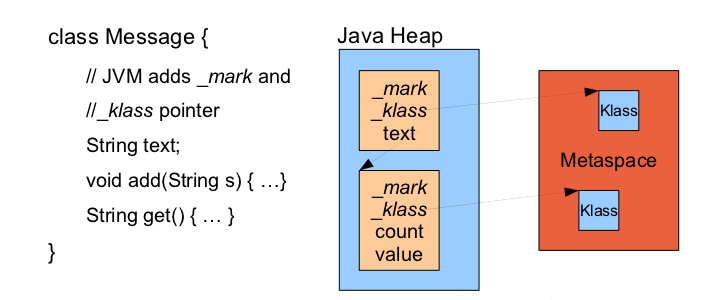 class Message {
// JVM adds _mark and
//_klass pointer
String text;
void add(String s) { …}
String get() { … }
}
Java Heap
_mark
_klass
text
_mark
_klass
count
value
Klass
Metaspace
Klass